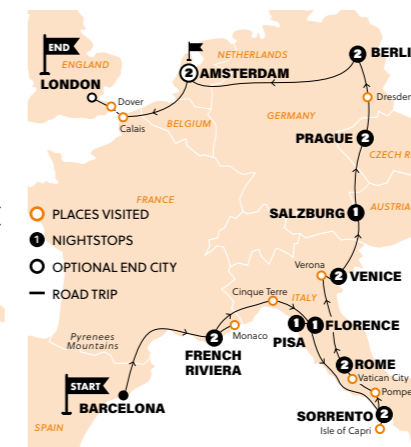 END
ENGLAND
LONDON
Dover
Calais
NETHERLANDS
2 AMSTERDAM
BELGIUM
2 BERLI
GERMANY
Dresden
PRAGUE 2
CZECH R
FRANCE
PLACES VISITED
1 NIGHTSTOPS
OPTIONAL END CITY
ROAD TRIP
SALZBURG 1
AUSTRIA
Verona
2 VENICE
Cinque Terre
ITALY
1 1 FLORENCE
PISA
Monaco
2
FRENCH
RIVIERA
Pyrenees
Mountains
2 ROME
Vatican City
Pompe
START
BARCELONA
SORRENTO 2
Isle of Capri
SPAIN